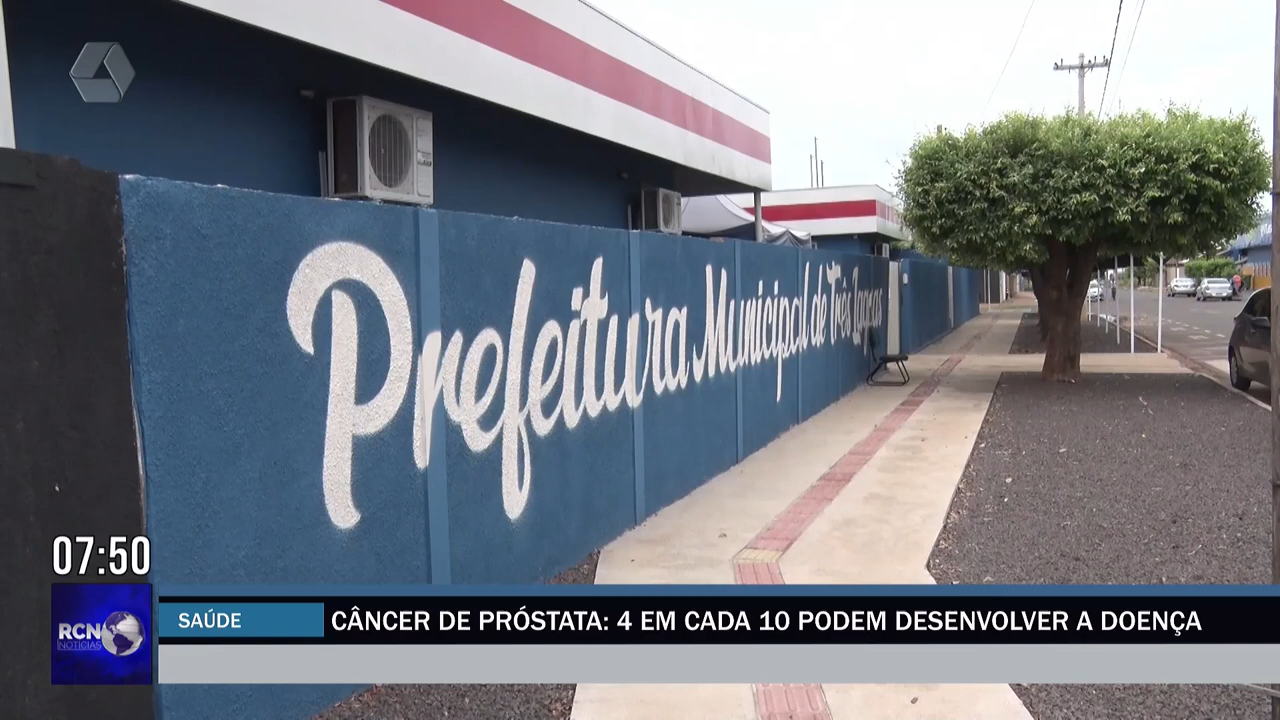 Prefeitura Municipal de Três Lagoas
07:50
RCN
NOTÍCIAS
SAÚDE
CÂNCER DE PRÓSTATA: 4 EM CADA 10 PODEM DESENVOLVER A DOENÇA